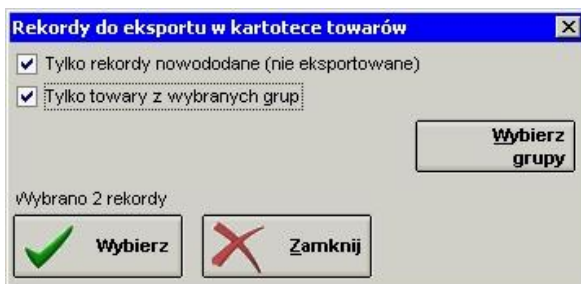 Rekordy do eksportu w kartotece towarów
Tylko rekordy nowododane (nie eksportowane)
Tylko towary z wybranych grup
Wybierz
grupy
Wybrano 2 rekordy
Wybierz
Zamknij